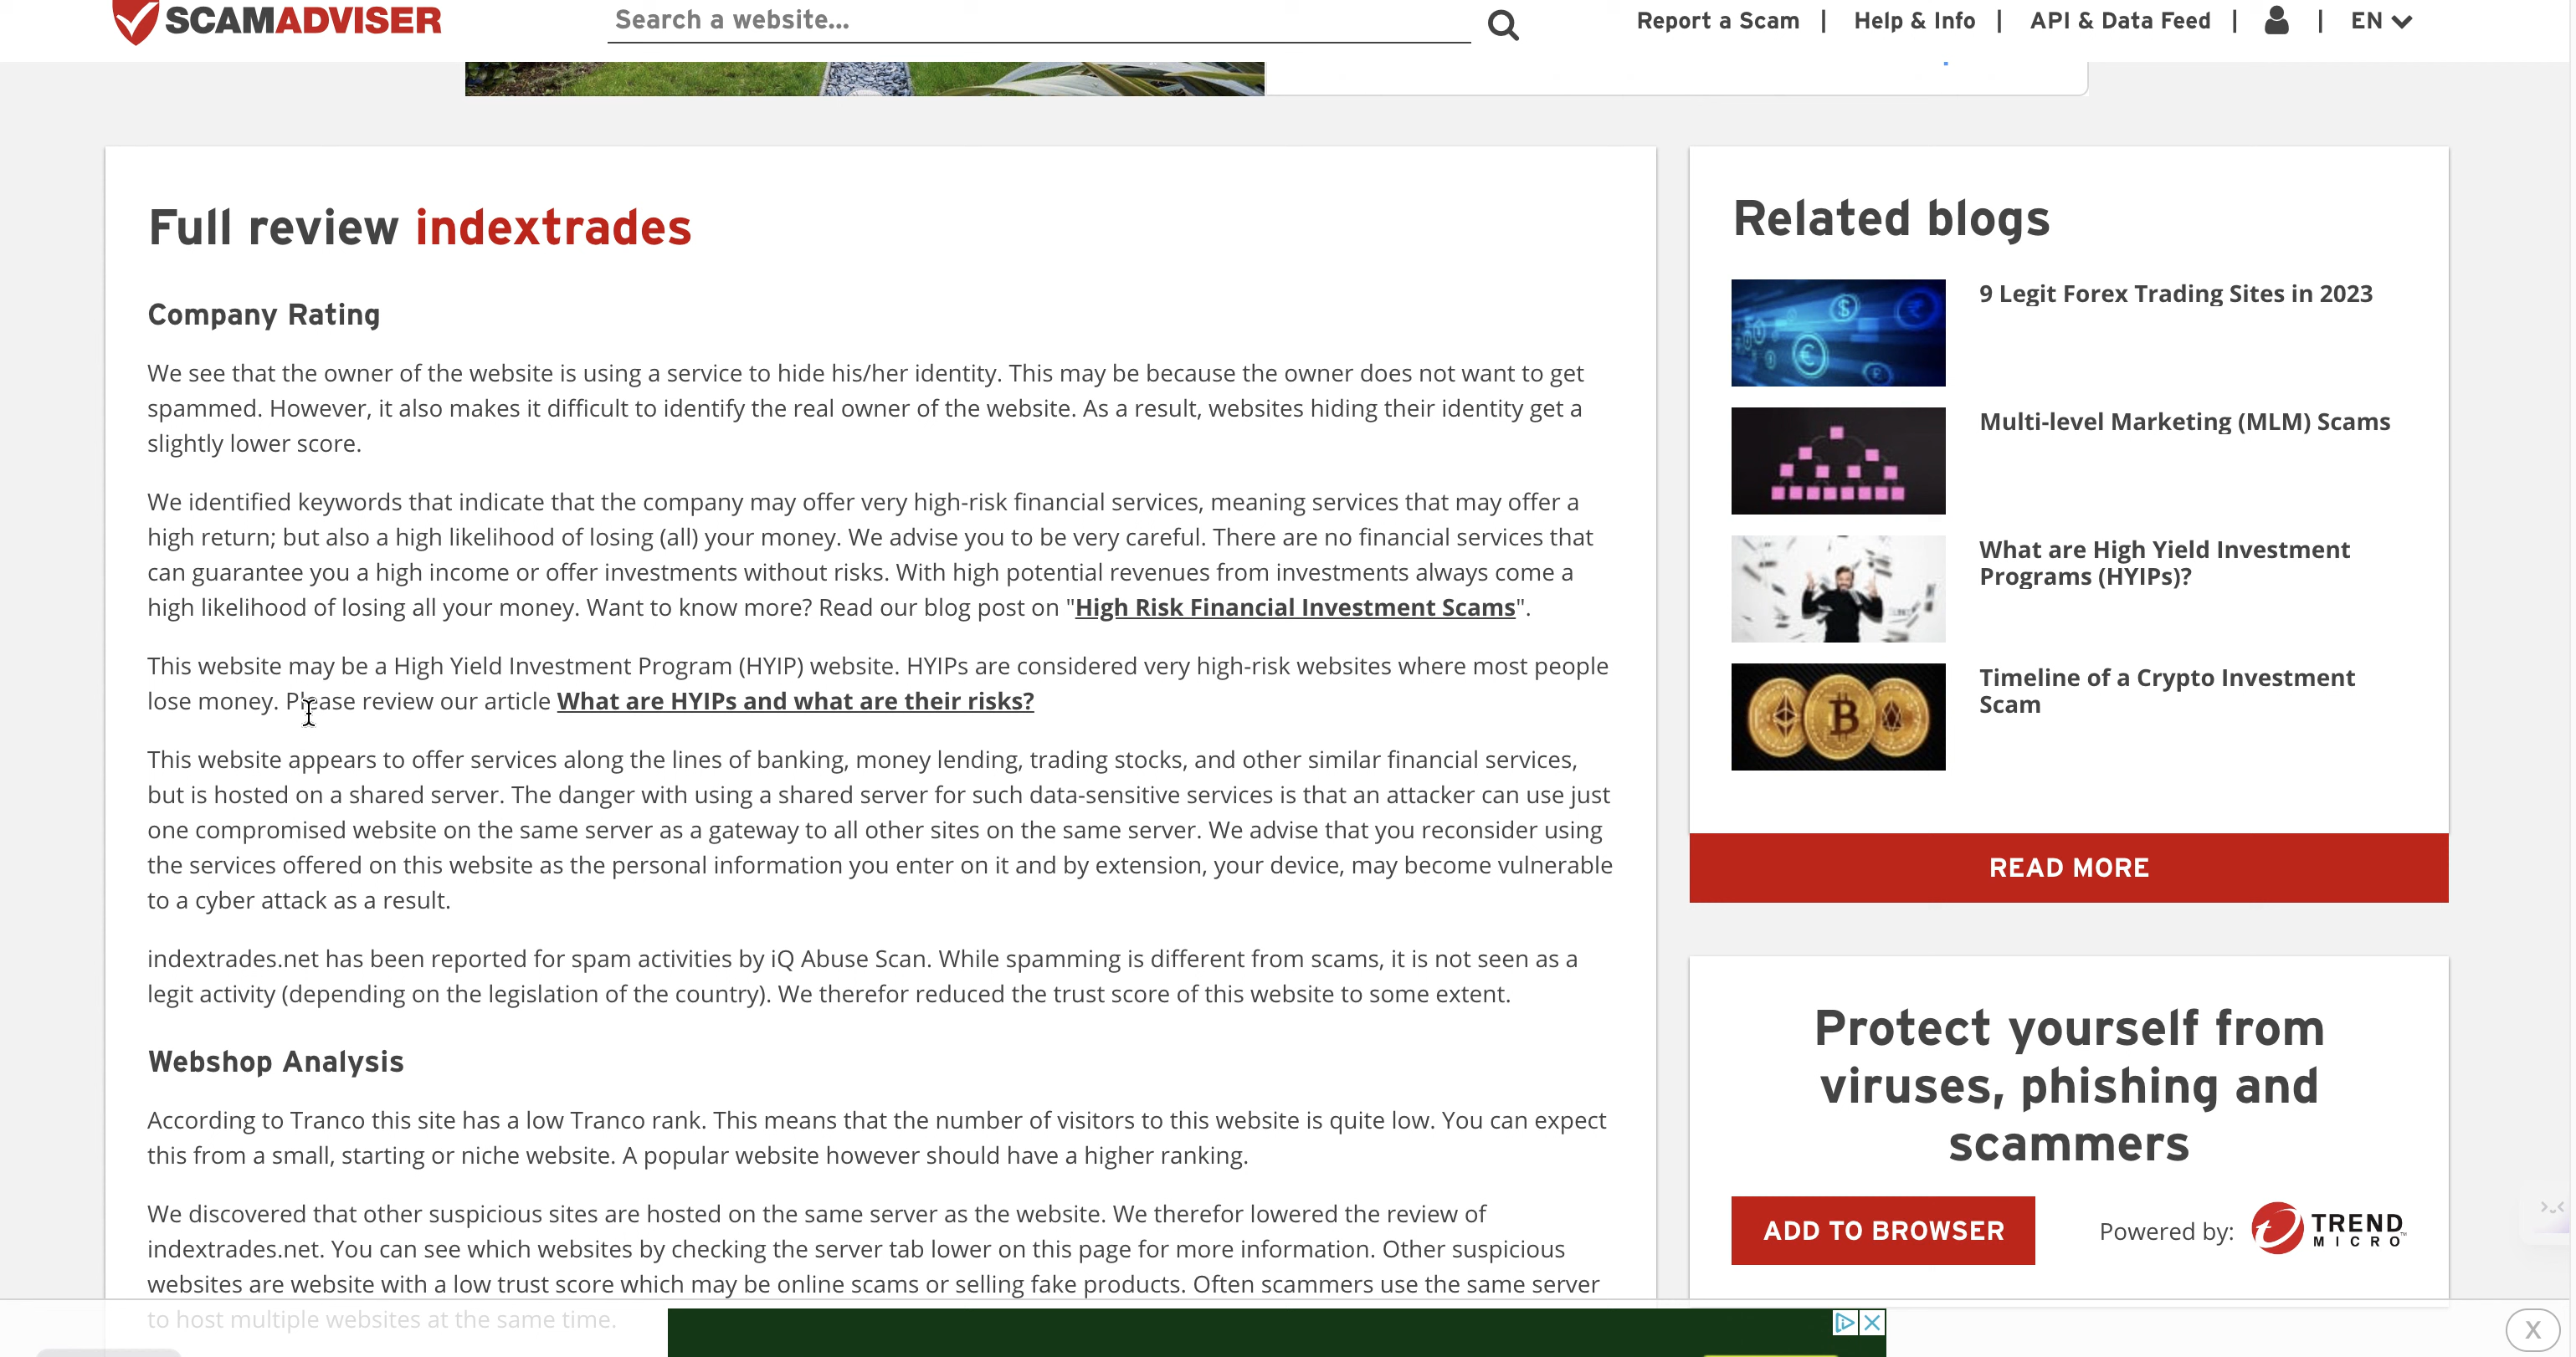 SCAMADVISER
Search a website...
Report a Scam | Help & Info | API & Data Feed | | EN
Full review indextrades
Company Rating
We see that the owner of the website is using a service to hide his/her identity. This may be because the owner does not want to get
spammed. However, it also makes it difficult to identify the real owner of the website. As a result, websites hiding their identity get a
slightly lower score.
We identified keywords that indicate that the company may offer very high-risk financial services, meaning services that may offer a
high return; but also a high likelihood of losing (all) your money. We advise you to be very careful. There are no financial services that
can guarantee you a high income or offer investments without risks. With high potential revenues from investments always come a
high likelihood of losing all your money. Want to know more? Read our blog post on "High Risk Financial Investment Scams".
This website may be a High Yield Investment Program (HYIP) website. HYIPs are considered very high-risk websites where most people
lose money. Please review our article What are HYIPs and what are their risks?
This website appears to offer services along the lines of banking, money lending, trading stocks, and other similar financial services,
but is hosted on a shared server. The danger with using a shared server for such data-sensitive services is that an attacker can use just
one compromised website on the same server as a gateway to all other sites on the same server. We advise that you reconsider using
the services offered on this website as the personal information you enter on it and by extension, your device, may become vulnerable
to a cyber attack as a result.
indextrades.net has been reported for spam activities by iQ Abuse Scan. While spamming is different from scams, it is not seen as a
legit activity (depending on the legislation of the country). We therefor reduced the trust score of this website to some extent.
Webshop Analysis
According to Tranco this site has a low Tranco rank. This means that the number of visitors to this website is quite low. You can expect
this from a small, starting or niche website. A popular website however should have a higher ranking.
We discovered that other suspicious sites are hosted on the same server as the website. We therefor lowered the review of
indextrades.net. You can see which websites by checking the server tab lower on this page for more information. Other suspicious
websites are website with a low trust score which may be online scams or selling fake products. Often scammers use the same server
to host multiple websites at the same time.
Related blogs
9 Legit Forex Trading Sites in 2023
Multi-level Marketing (MLM) Scams
What are High Yield Investment
Programs (HYIPs)?
Timeline of a Crypto Investment
Scam
READ MORE
Protect yourself from
viruses, phishing and
scammers
ADD TO BROWSER
Powered by:
TREND
MICRO
X